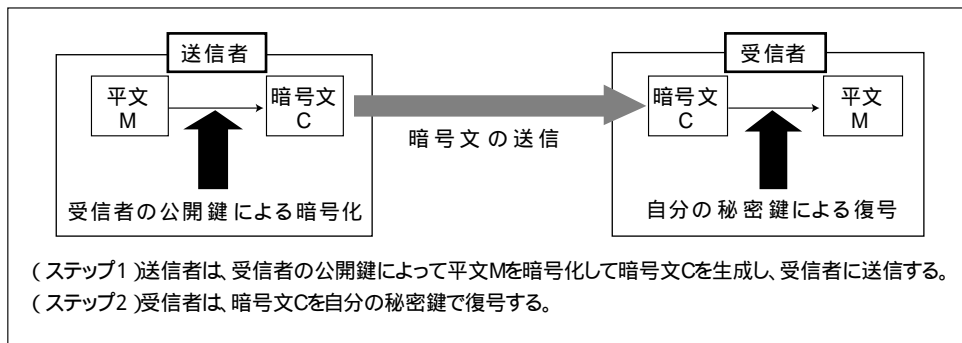 送信者
平文
M
暗号文
C
受信者の公開鍵による暗号化
暗号文の送信
受信者
暗号文
C
平文
M
自分の秘密鍵による復号
(ステップ1)送信者は、受信者の公開鍵によって平文Mを暗号化して暗号文Cを生成し、受信者に送信する。
(ステップ2)受信者は、暗号文Cを自分の秘密鍵で復号する。